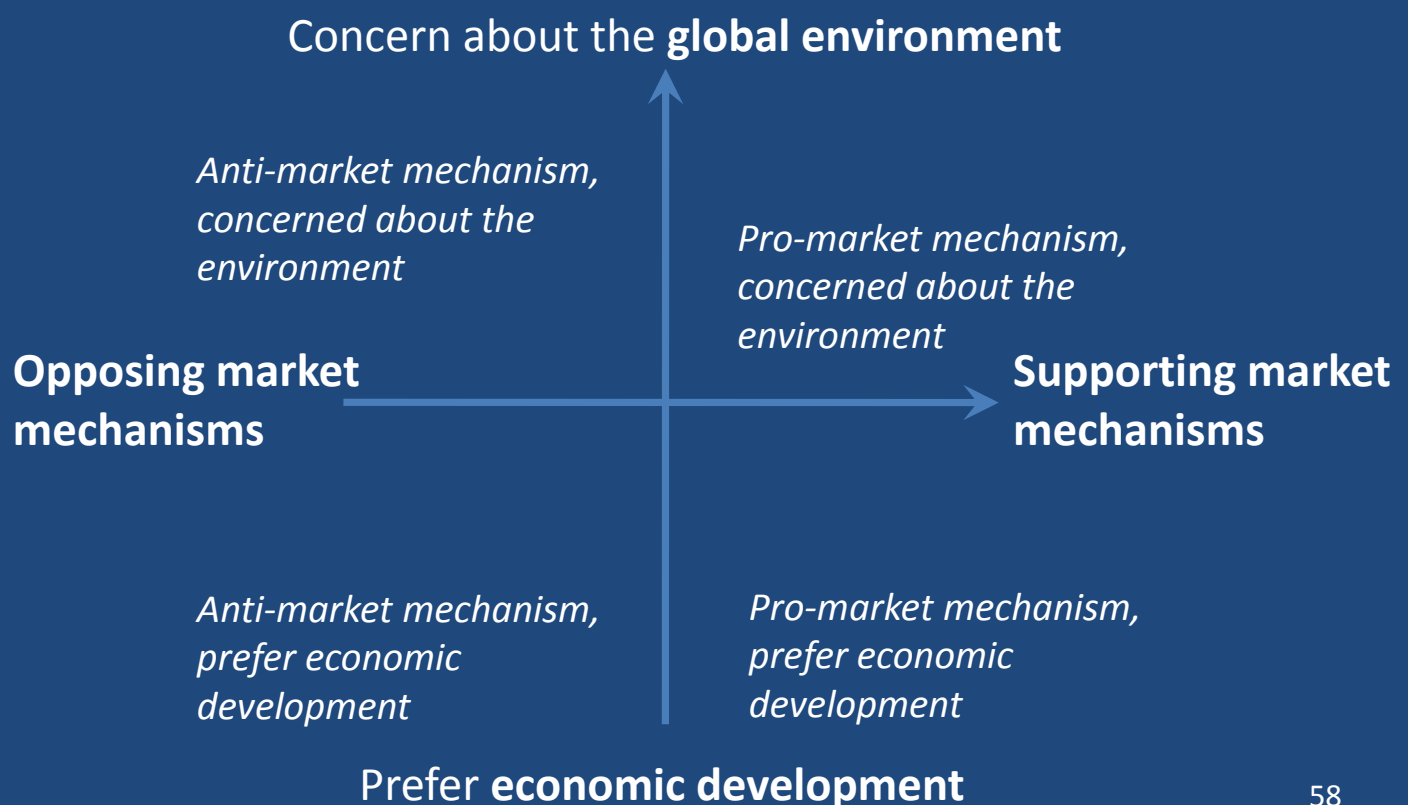 Concern about the global environment
Anti-market mechanism,
concerned about the
environment
Pro-market mechanism,
concerned about the
environment
Opposing market
mechanisms
Supporting market
mechanisms
Anti-market mechanism,
prefer economic
development
Pro-market mechanism,
prefer economic
development
Prefer economic development
58